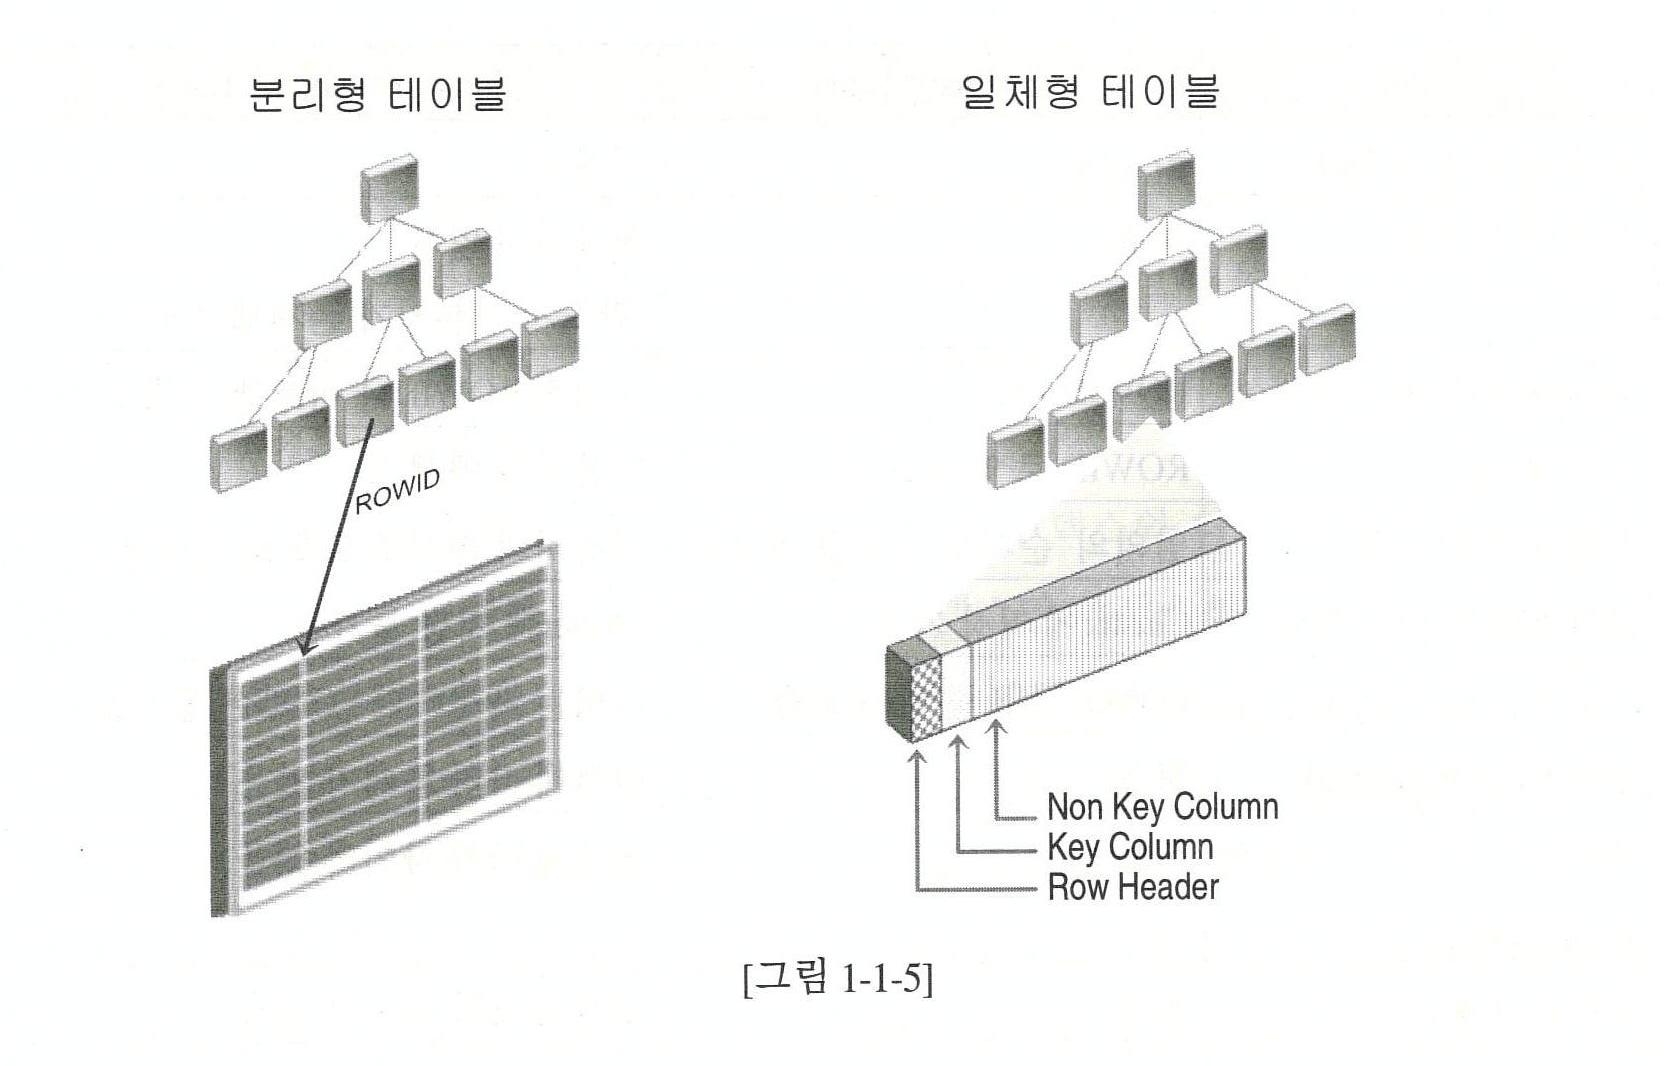 분리형 테이블
일체형 테이블
ROWID
Non Key Column
Key Column
Row Header
[그림 1-1-5]